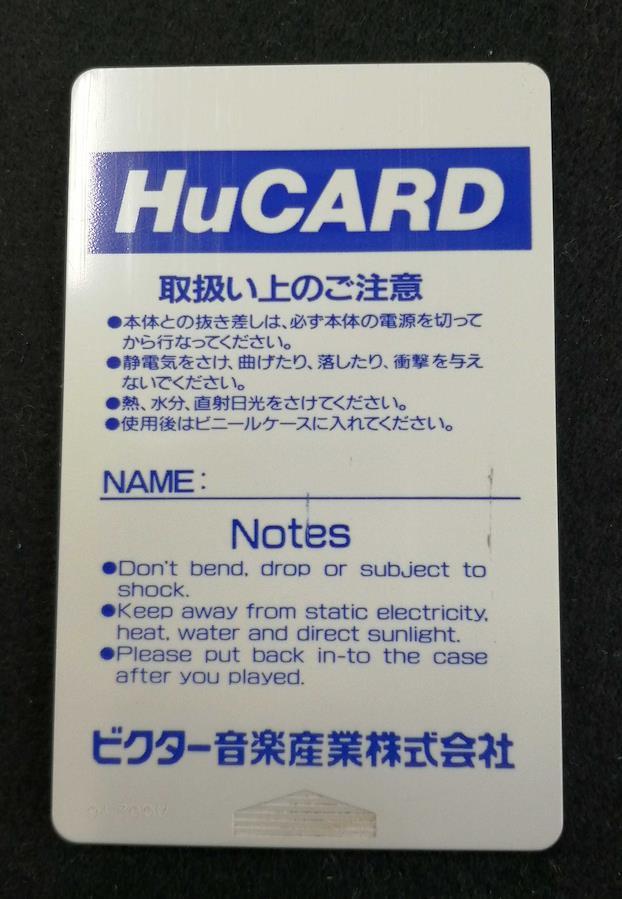 HuCARD
取扱い上のご注意
●本体との抜き差しは、必ず本体の電源を切って
から行なってください。
●静電気をさけ、曲げたり、落したり、衝撃を与え
ないでください。
●熱、水分、直射日光をさけてください。
●使用後はビニールケースに入れてください。
NAME:
Notes
●Don't bend, drop or subject to
shock.
●Keep away from static electricity,
heat, water and direct sunlight.
●Please put back in-to the case
after you played.
ビクター音楽産業株式会社